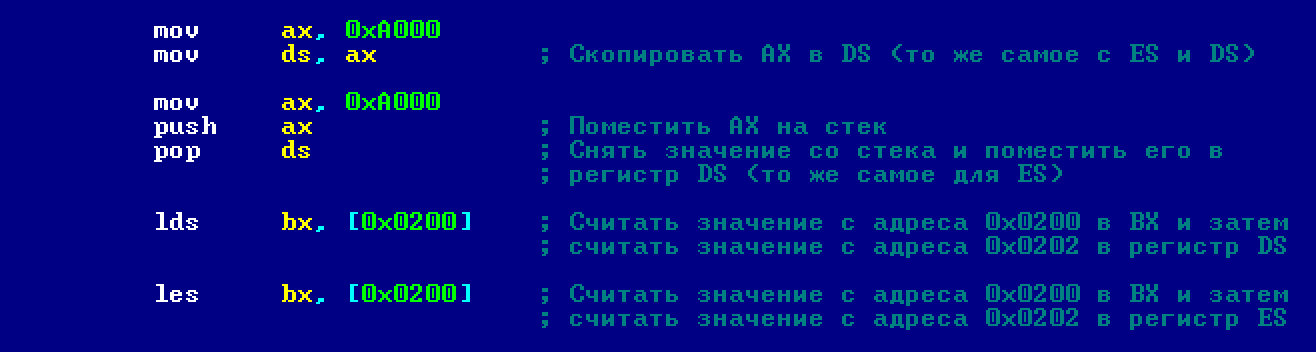 mov ax, 0xA000
mov ds, ax ; Скопировать AX в DS (то же самое с ES и DS)
mov ax, 0xA000
push ax ; Поместить AX на стек
pop ds ; Снять значение со стека и поместить его в
; регистр DS (то же самое для ES)
lds bx, [0x0200] ; Считать значение с адреса 0x0200 в BX и затем
; считать значение с адреса 0x0202 в регистр DS
les bx, [0x0200] ; Считать значение с адреса 0x0200 в BX и затем
; считать значение с адреса 0x0202 в регистр ES